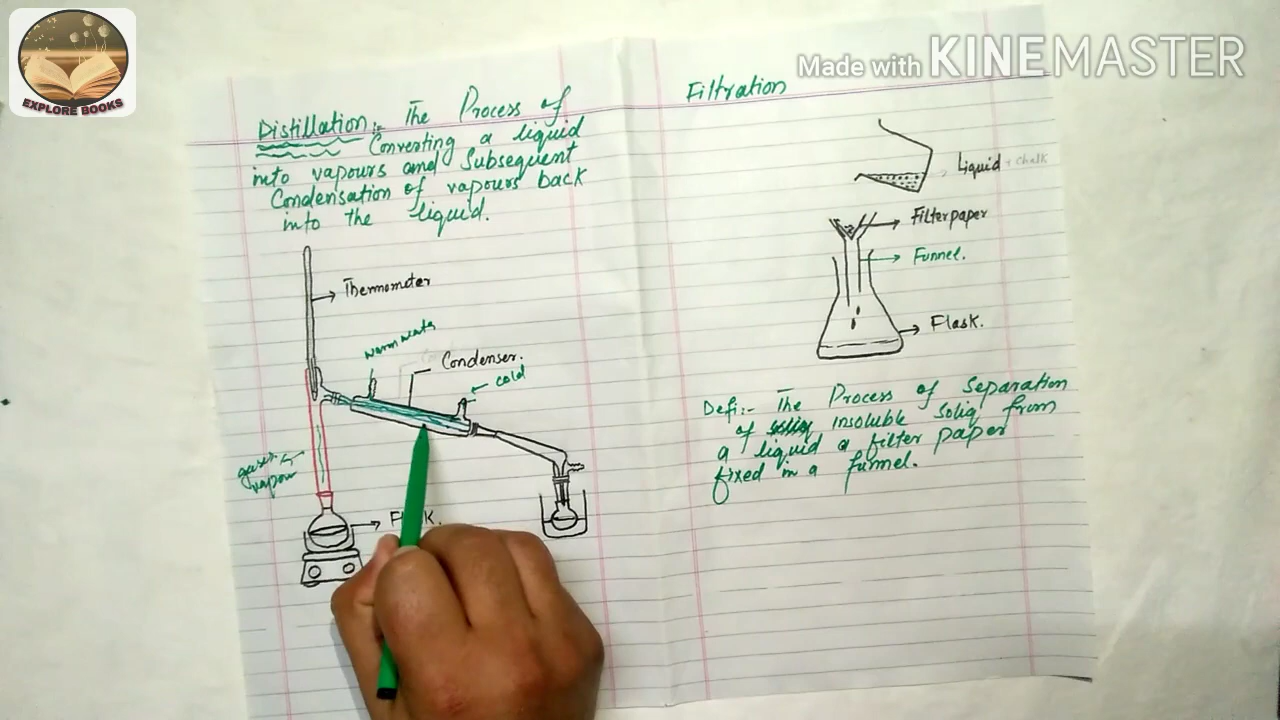 EXPLORE BOOKS
Made with KINEMASTER
Distillation:- The Process of
Converting a liquid
into vapours and Subsequent
Condensation of vapours back
into the liquid.
Thermometer
warm water
Condenser.
cold
vapour
Filtration
Liquid + chalk
Filterpaper
Funnel.
Flask.
Defi:- The Process of Separation
of insoluble Soliq from
a liquid a filter paper
fixed in a funnel.